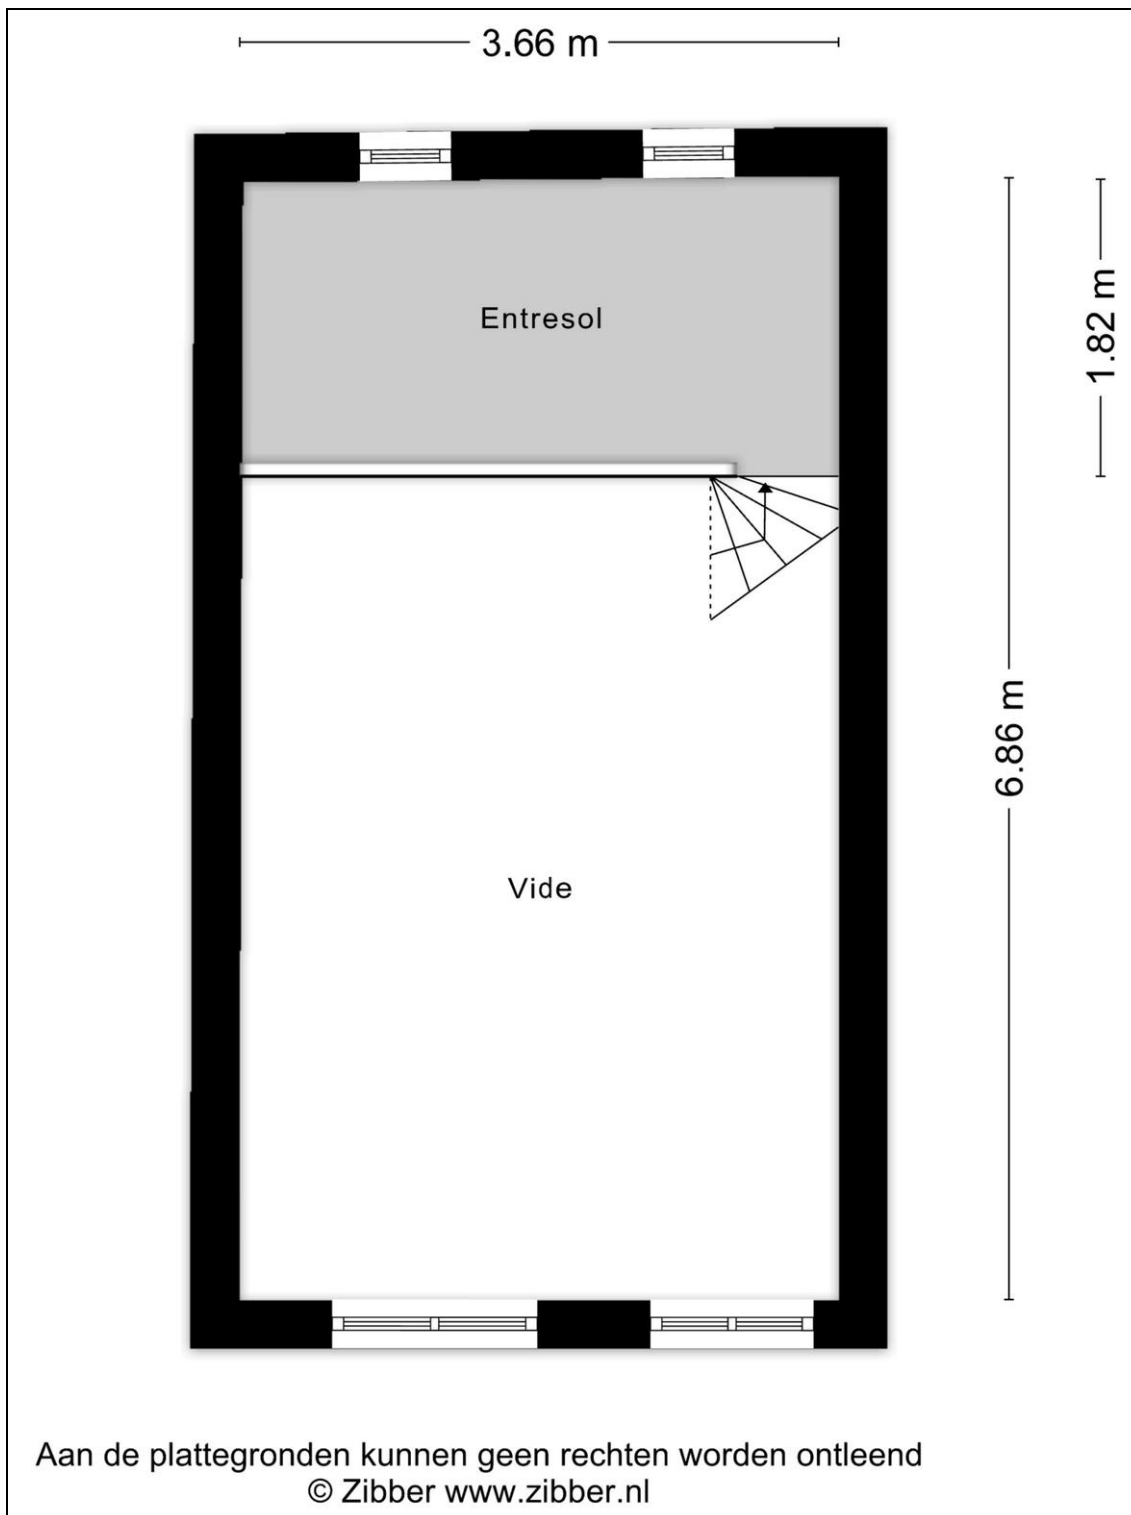 3.66 m
Entresol
1.82 m
6.86 m
Vide
Aan de plattegronden kunnen geen rechten worden ontleend
© Zibber www.zibber.nl